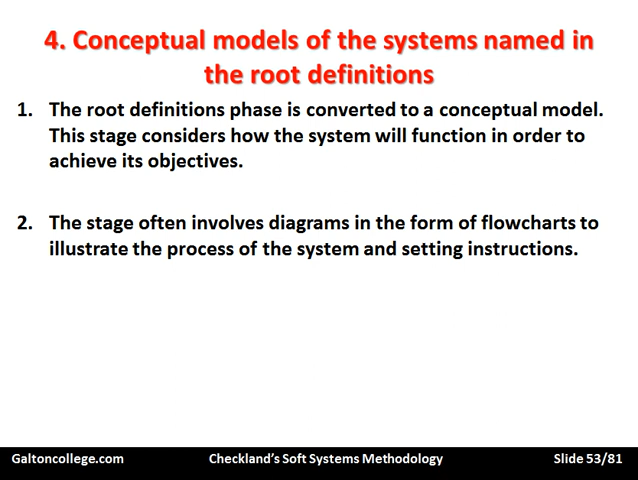 4. Conceptual models of the systems named in
the root definitions
1. The root definitions phase is converted to a conceptual model.
This stage considers how the system will function in order to
achieve its objectives.
2. The stage often involves diagrams in the form of flowcharts to
illustrate the process of the system and setting instructions.
Galtoncollege.com Checkland's Soft Systems Methodology Slide 53/81